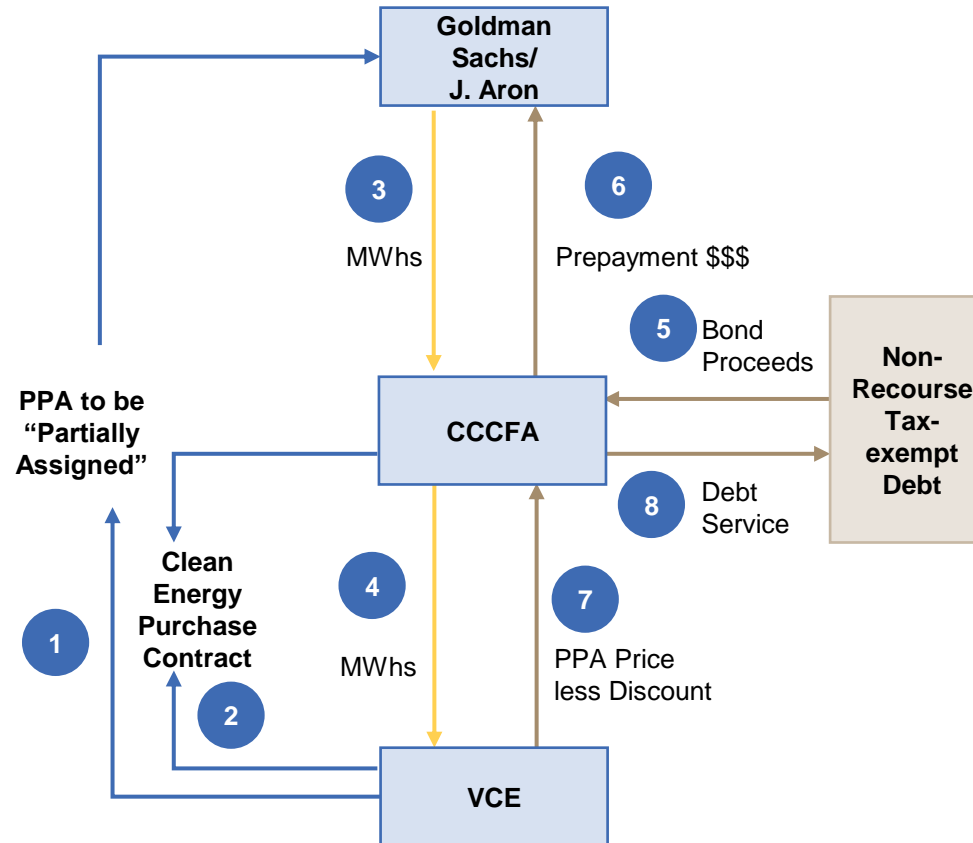 Goldman
Sachs/
J. Aron
3
6
MWhs
Prepayment $$$
5
Bond
Proceeds
Non-
Recourse
Tax-
exempt
Debt
PPA to be
“Partially
Assigned”
CCCFA
8
Debt
Service
Clean
Energy
Purchase
Contract
4
7
1
MWhs
PPA Price
less Discount
2
VCE